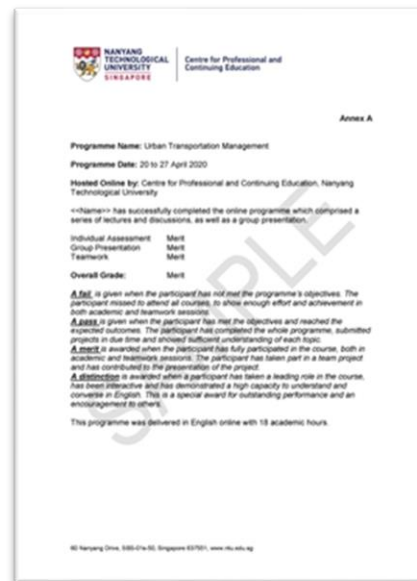 NANYANG
TECHNOLOGICAL
UNIVERSITY
SINGAPORE
Centre for Professional and
Continuing Education
Annex A
Programme Name: Urban Transportation Management
Programme Date: 20 to 27 April 2020
Hosted Online by: Centre for Professional and Continuing Education, Nanyang
Technological University
<<Name>> has successfully completed the online programme which comprised a
series of lectures and discussions, as well as a group presentation.
Individual Assessment Merit
Group Presentation Merit
Teamwork Merit
Overall Grade: Merit
A fail is given when the participant has not met the programme's objectives. The
participant missed to attend all courses, to show enough effort and achievement in
both academic and teamwork sessions.
A pass is given when the participant has met the objectives and reached the
expected outcomes. The participant has completed the whole programme, submitted
projects in due time and showed sufficient understanding of each topic.
A merit is awarded when the participant has fully participated in the course, both in
academic and teamwork sessions. The participant has taken part in a team project
and has contributed to the presentation of the project.
A distinction is awarded when a participant has taken a leading role in the course,
has been interactive and has demonstrated a high capacity to understand and
converse in English. This is a special award for outstanding performance and an
encouragement to others.
This programme was delivered in English with 18 academic hours.
SAMPLE
Nanyang Drive, Singapore 637551, www.ntu.edu.sg